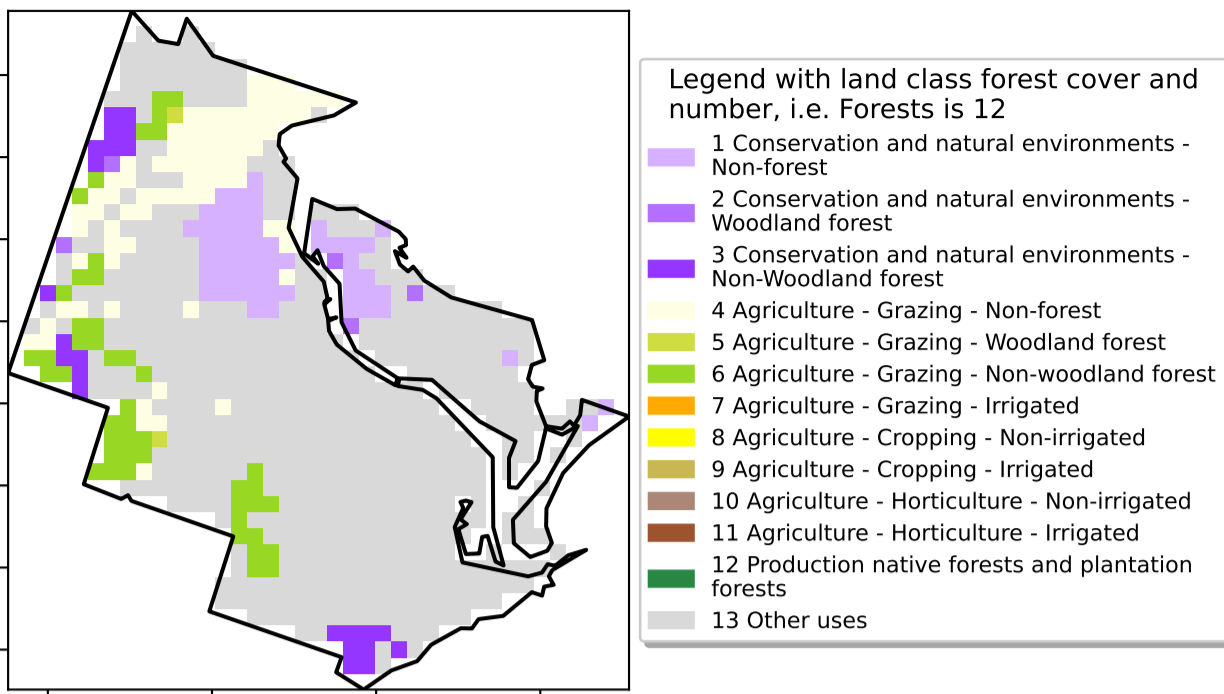 Legend with land class forest cover and
number, i.e. Forests is 12
1 Conservation and natural environments -
Non-forest
2 Conservation and natural environments -
Woodland forest
3 Conservation and natural environments -
Non-Woodland forest
4 Agriculture - Grazing - Non-forest
5 Agriculture - Grazing - Woodland forest
6 Agriculture - Grazing - Non-woodland forest
7 Agriculture - Grazing - Irrigated
8 Agriculture - Cropping - Non-irrigated
9 Agriculture - Cropping - Irrigated
10 Agriculture - Horticulture - Non-irrigated
11 Agriculture - Horticulture - Irrigated
12 Production native forests and plantation
forests
13 Other uses